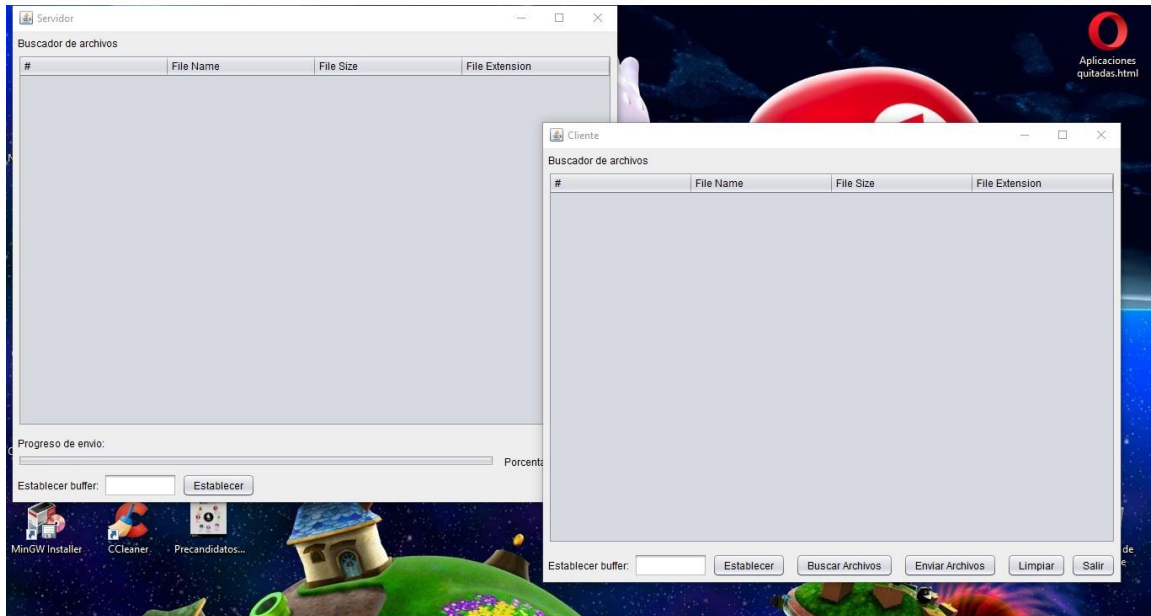 Servidor
Buscador de archivos
# File Name File Size File Extension
Progreso de envio:
Establecer buffer: Establecer
Cliente
Buscador de archivos
# File Name File Size File Extension
Establecer buffer: Establecer Buscar Archivos Enviar Archivos Limpiar Salir
Aplicaciones
quitadas.html
MinGW Installer CCleaner Precandidatos...
de